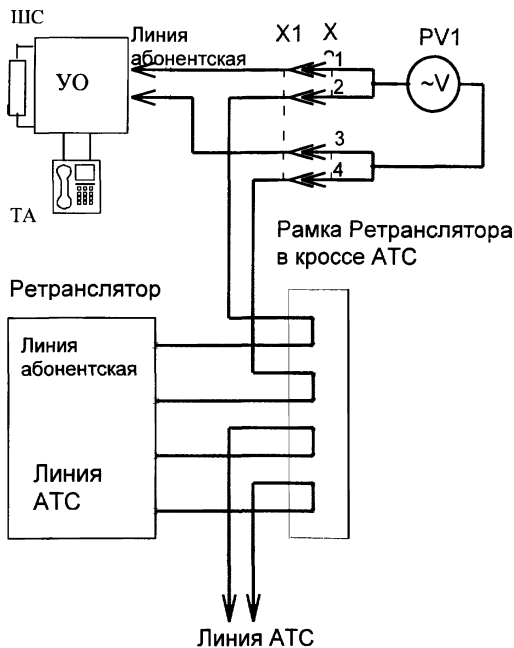 ШС
Линия
абонентская
X1
X
PV1
УО
~V
1
2
3
4
ТА
Рамка Ретранслятора
в кроссе АТС
Ретранслятор
Линия
абонентская
Линия
АТС
Линия АТС